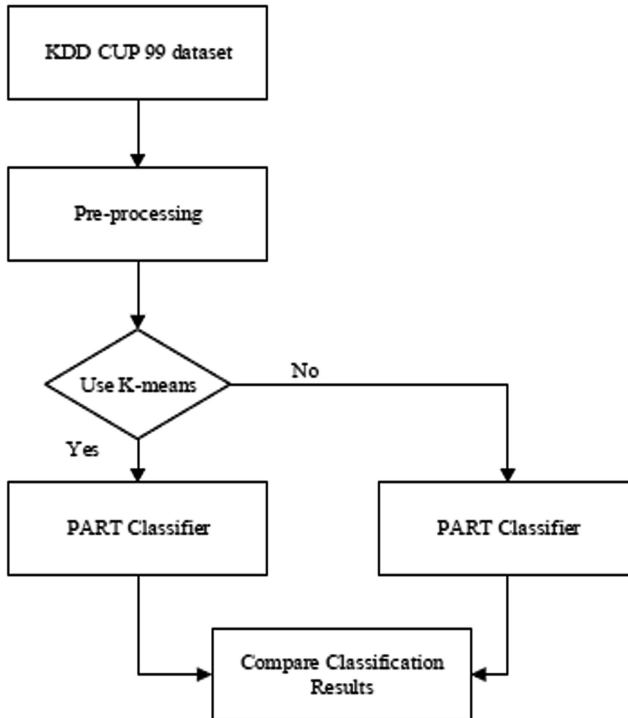 KDD CUP 99 dataset
Pre-processing
Use K-means
No
Yes
PART Classifier
PART Classifier
Compare Classification
Results